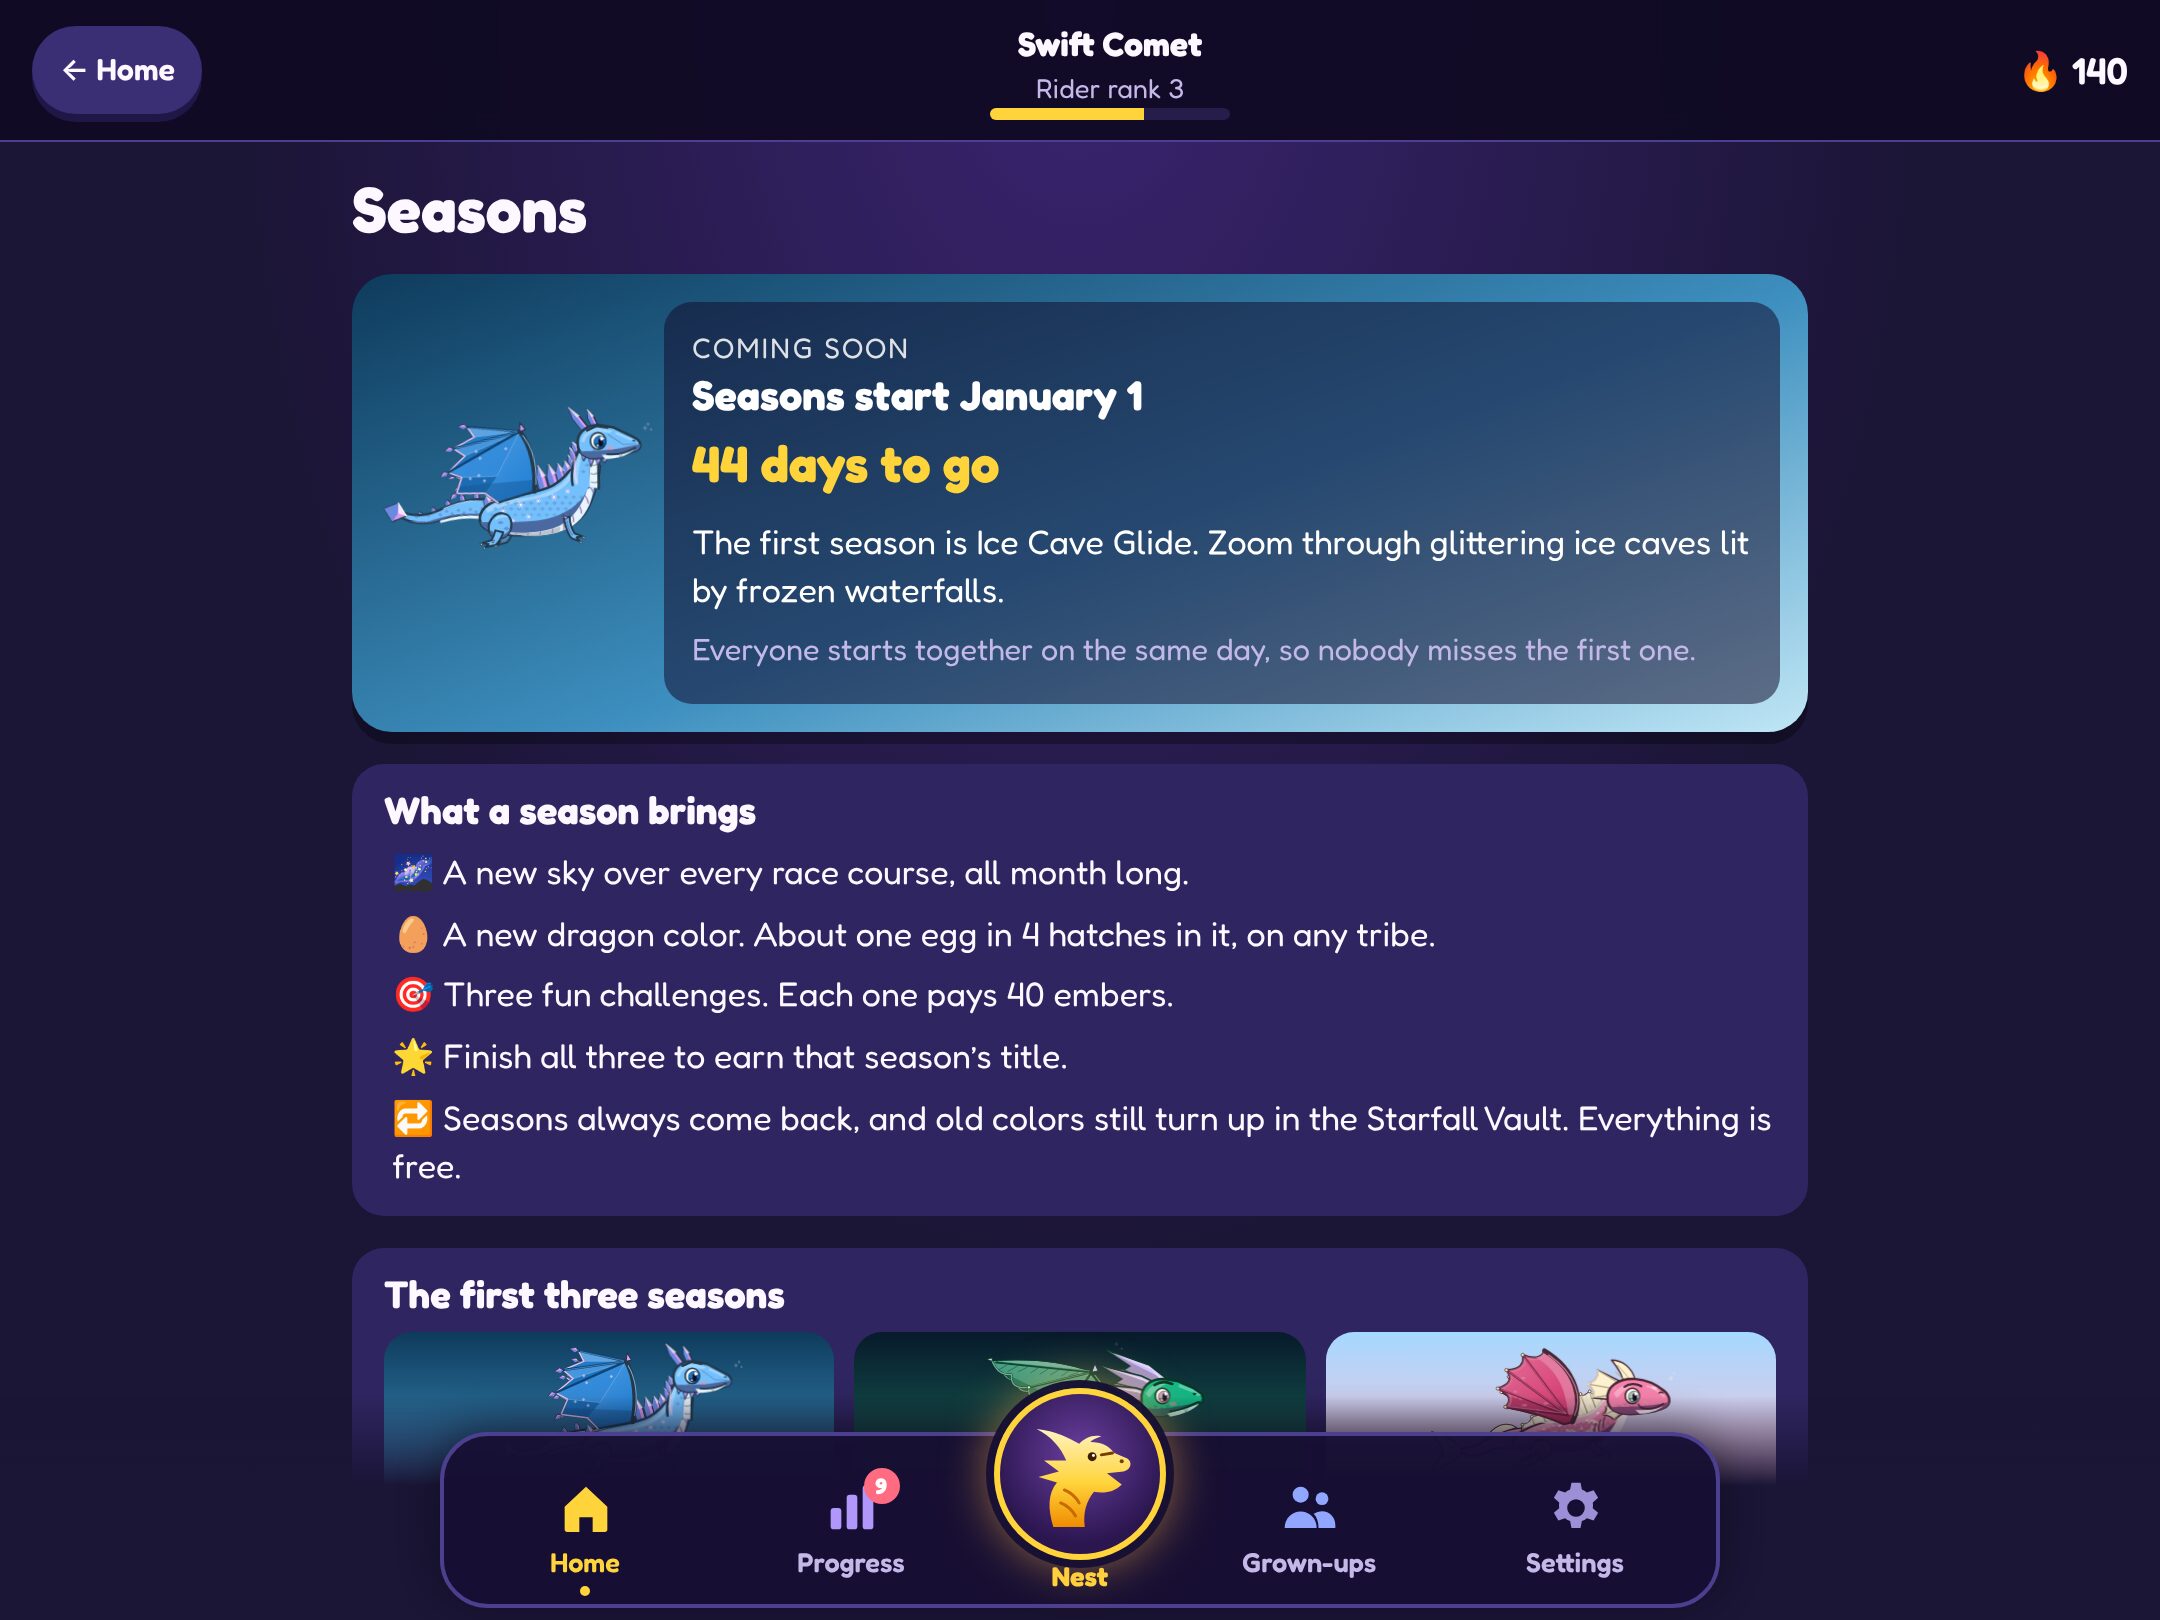 ← Home
Swift Comet
Rider rank 3
140
Seasons
COMING SOON
Seasons start January 1
44 days to go
The first season is Ice Cave Glide. Zoom through glittering ice caves lit
by frozen waterfalls.
Everyone starts together on the same day, so nobody misses the first one.
What a season brings
A new sky over every race course, all month long.
A new dragon color. About one egg in 4 hatches in it, on any tribe.
Three fun challenges. Each one pays 40 embers.
Finish all three to earn that season’s title.
Seasons always come back, and old colors still turn up in the Starfall Vault. Everything is
free.
The first three seasons
9
Home
Progress
Nest
Grown-ups
Settings